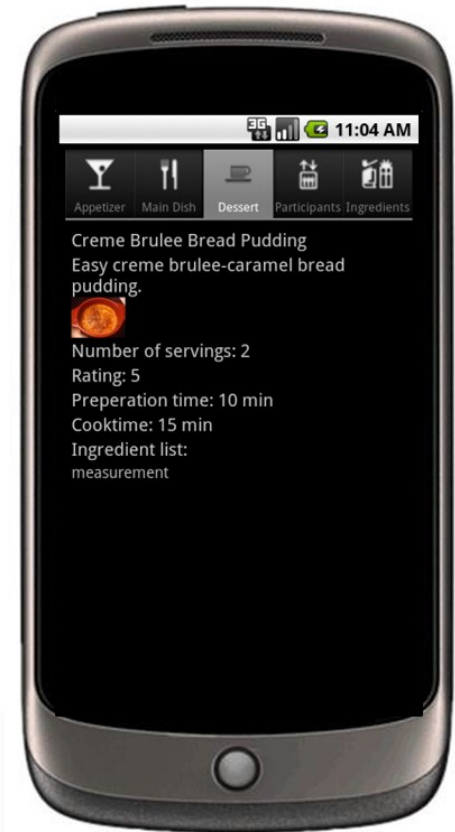 3G 11:04 AM
Appetizer Main Dish Dessert Participants Ingredients
Creme Brulee Bread Pudding
Easy creme brulee-caramel bread
pudding.
Number of servings: 2
Rating: 5
Preperation time: 10 min
Cooktime: 15 min
Ingredient list:
measurement